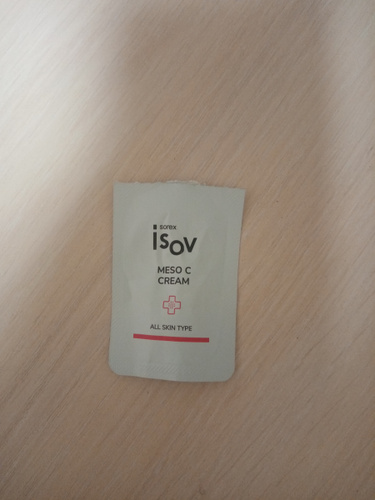 sorex
isov
MESO C
CREAM
ALL SKIN TYPE